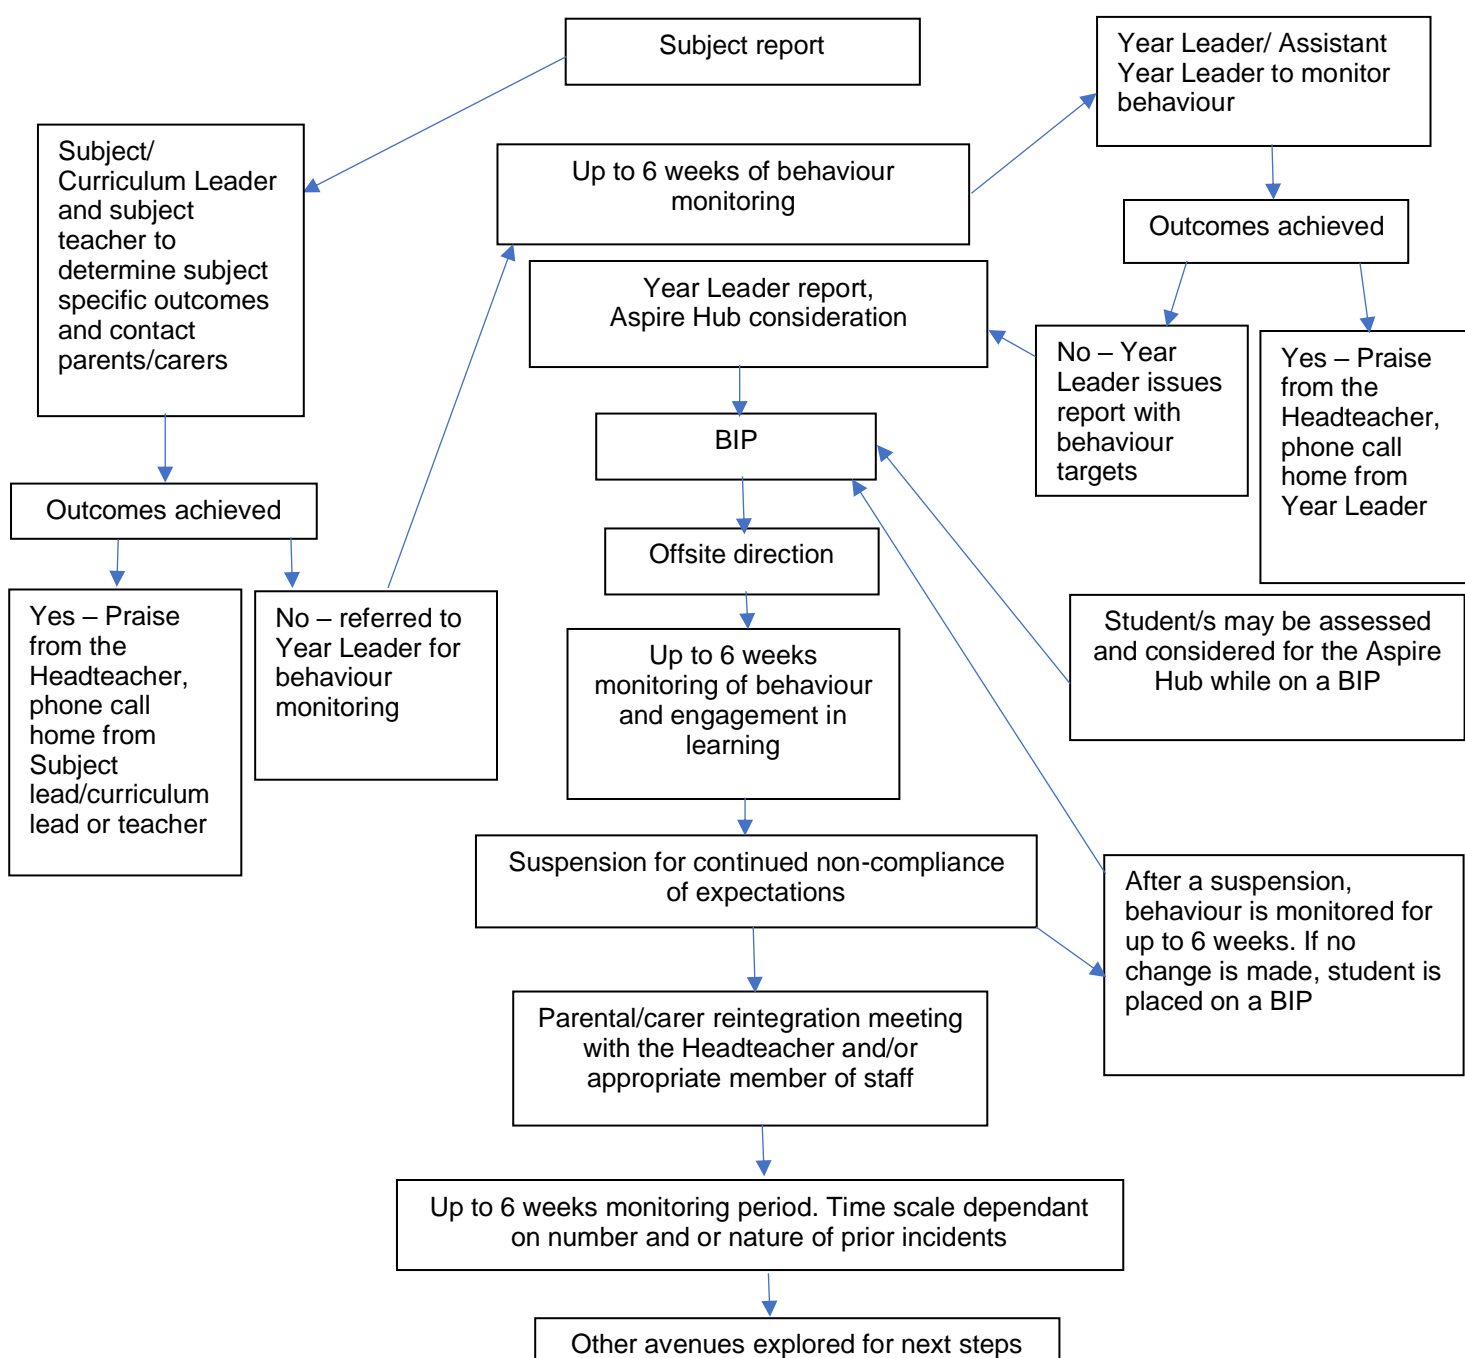 Subject report
Year Leader/ Assistant
Year Leader to monitor
behaviour
Subject/
Curriculum Leader
and subject
teacher to
determine subject
specific outcomes
and contact
parents/carers
Up to 6 weeks of behaviour
monitoring
Outcomes achieved
Year Leader report,
Aspire Hub consideration
No – Year
Leader issues
report with
behaviour
targets
Yes – Praise
from the
Headteacher,
phone call
home from
Year Leader
BIP
Outcomes achieved
Offsite direction
Yes – Praise
from the
Headteacher,
phone call
home from
Subject
lead/curriculum
lead or teacher
No – referred to
Year Leader for
behaviour
monitoring
Up to 6 weeks
monitoring of behaviour
and engagement in
learning
Student/s may be assessed
and considered for the Aspire
Hub while on a BIP
Suspension for continued non-compliance
of expectations
After a suspension,
behaviour is monitored for
up to 6 weeks. If no
change is made, student is
placed on a BIP
Parental/carer reintegration meeting
with the Headteacher and/or
appropriate member of staff
Up to 6 weeks monitoring period. Time scale dependant
on number and or nature of prior incidents
Other avenues explored for next steps